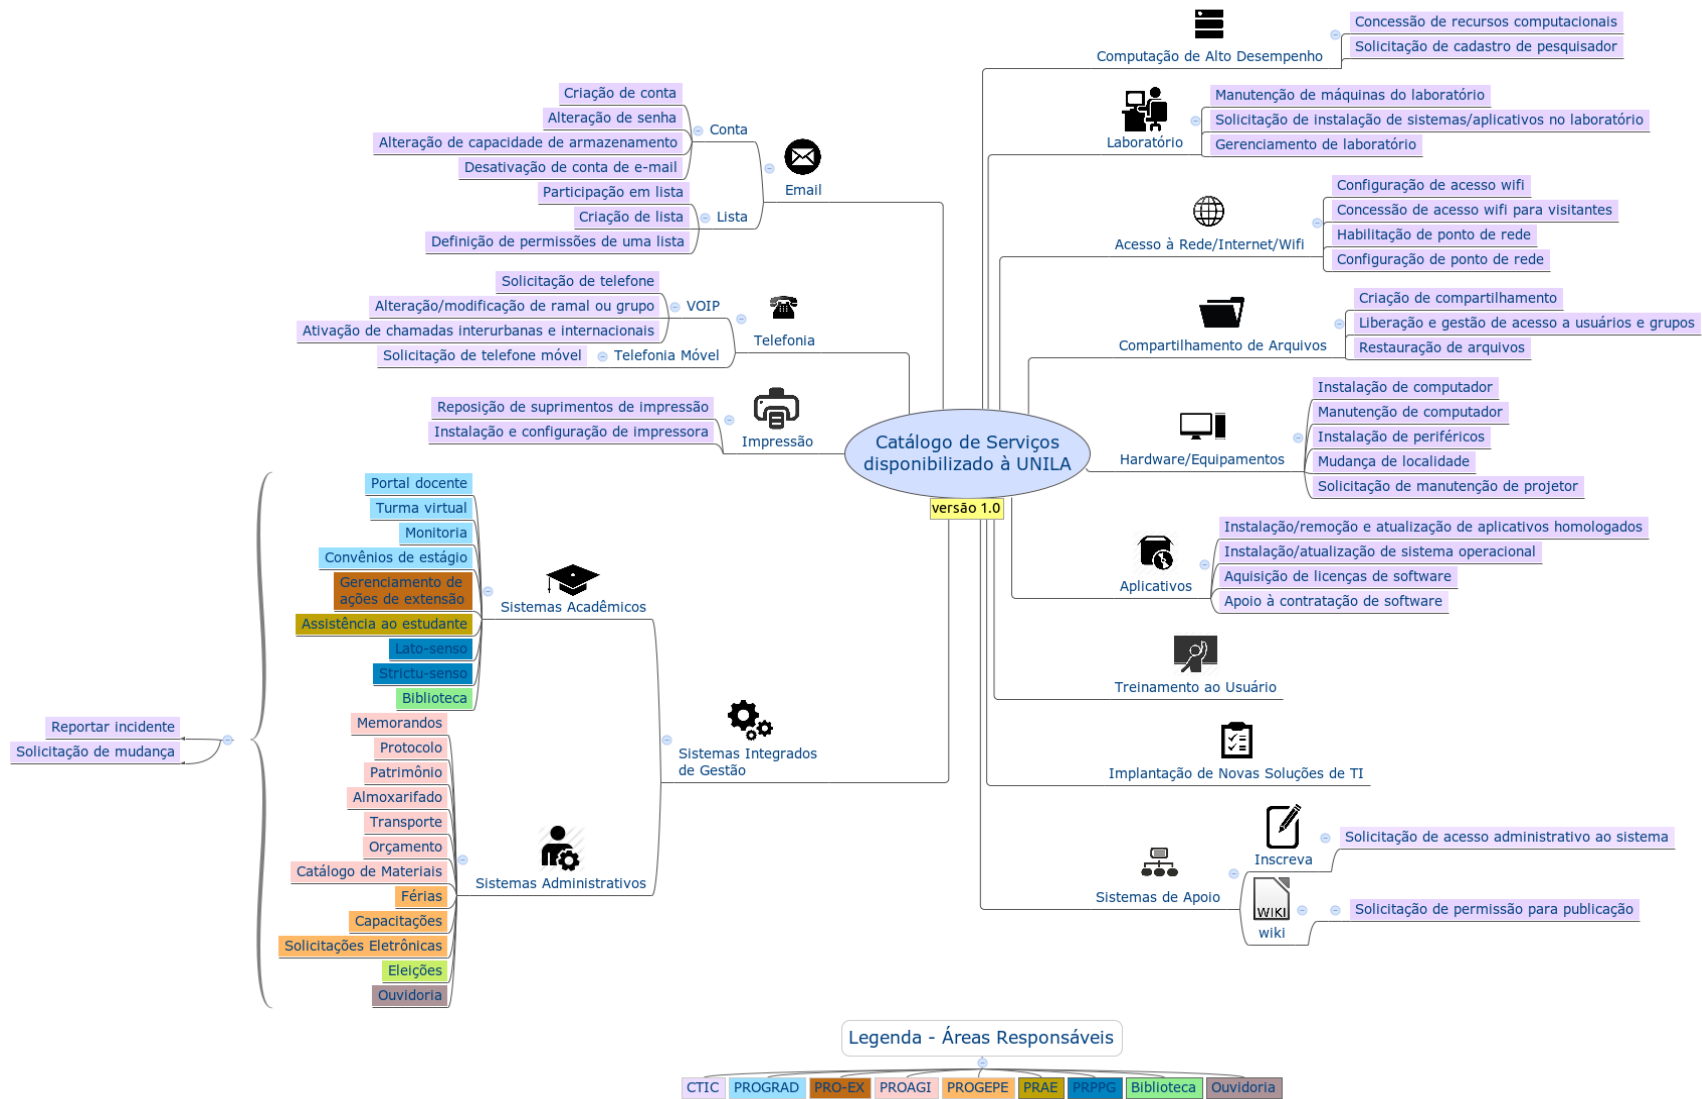 Catálogo de Serviços
disponibilizado à UNILA
versão 1.0
Computação de Alto Desempenho
Concessão de recursos computacionais
Solicitação de cadastro de pesquisador
Laboratório
Manutenção de máquinas do laboratório
Solicitação de instalação de sistemas/aplicativos no laboratório
Gerenciamento de laboratório
Acesso à Rede/Internet/Wifi
Configuração de acesso wifi
Concessão de acesso wifi para visitantes
Habilitação de ponto de rede
Configuração de ponto de rede
Compartilhamento de Arquivos
Criação de compartilhamento
Liberação e gestão de acesso a usuários e grupos
Restauração de arquivos
Hardware/Equipamentos
Instalação de computador
Manutenção de computador
Instalação de periféricos
Mudança de localidade
Solicitação de manutenção de projetor
Aplicativos
Instalação/remoção e atualização de aplicativos homologados
Instalação/atualização de sistema operacional
Aquisição de licenças de software
Apoio à contratação de software
Treinamento ao Usuário
Implantação de Novas Soluções de TI
Sistemas de Apoio
Inscreva
Solicitação de acesso administrativo ao sistema
WIKI
wiki
Solicitação de permissão para publicação
Email
Conta
Criação de conta
Alteração de senha
Alteração de capacidade de armazenamento
Desativação de conta de e-mail
Lista
Participação em lista
Criação de lista
Definição de permissões de uma lista
Telefonia
VOIP
Solicitação de telefone
Alteração/modificação de ramal ou grupo
Ativação de chamadas interurbanas e internacionais
Telefonia Móvel
Solicitação de telefone móvel
Impressão
Reposição de suprimentos de impressão
Instalação e configuração de impressora
Sistemas Integrados
de Gestão
Sistemas Acadêmicos
Portal docente
Turma virtual
Monitoria
Convênios de estágio
Gerenciamento de
ações de extensão
Assistência ao estudante
Lato-senso
Strictu-senso
Biblioteca
Sistemas Administrativos
Memorandos
Protocolo
Patrimônio
Almoxarifado
Transporte
Orçamento
Catálogo de Materiais
Férias
Capacitações
Solicitações Eletrônicas
Eleições
Ouvidoria
Reportar incidente
Solicitação de mudança
Legenda - Áreas Responsáveis
CTIC
PROGRAD
PRO-EX
PROAGI
PROGEPE
PRAE
PRPPG
Biblioteca
Ouvidoria